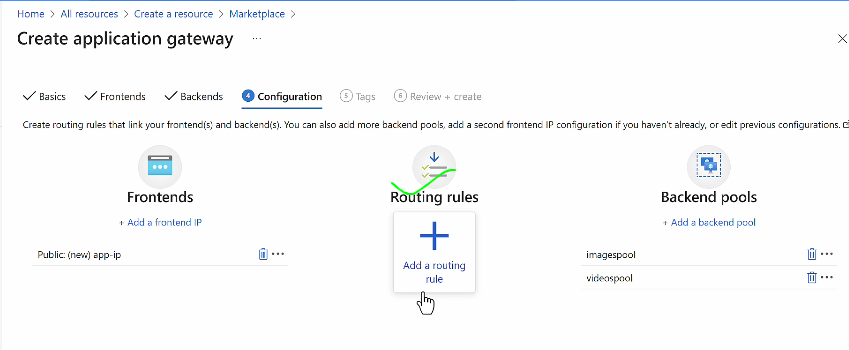 Home > All resources > Create a resource > Marketplace >
Create application gateway ...
Basics Frontends Backends 4 Configuration 5 Tags 6 Review + create
Create routing rules that link your frontend(s) and backend(s). You can also add more backend pools, add a second frontend IP configuration if you haven't already, or edit previous configurations.
Frontends Routing rules Backend pools
+ Add a frontend IP + Add a backend pool
Add a routing
rule
Public: (new) app-ip imagespool
videospool